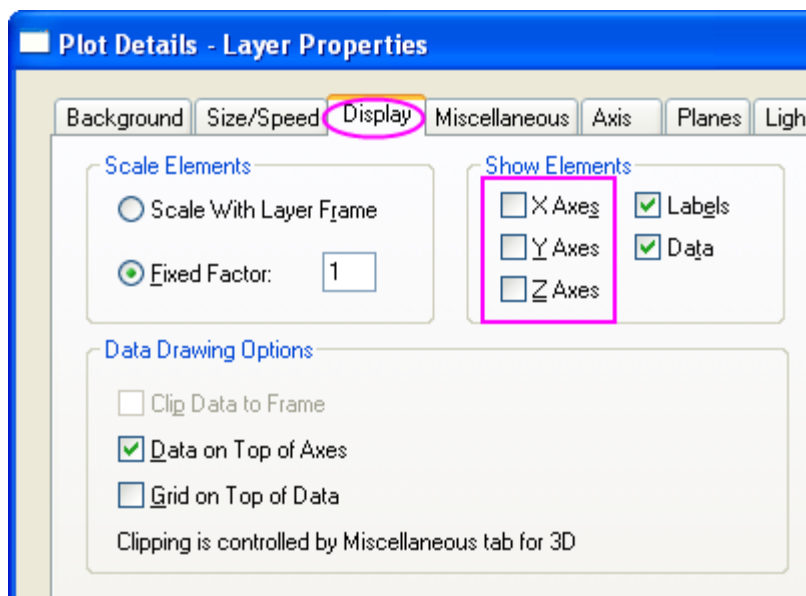 Plot Details - Layer Properties
Background Size/Speed Display Miscellaneous Axis Planes Ligh
Scale Elements
Scale With Layer Frame
Fixed Factor: 1
Show Elements
X Axes Labels
Y Axes Data
Z Axes
Data Drawing Options
Clip Data to Frame
Data on Top of Axes
Grid on Top of Data
Clipping is controlled by Miscellaneous tab for 3D